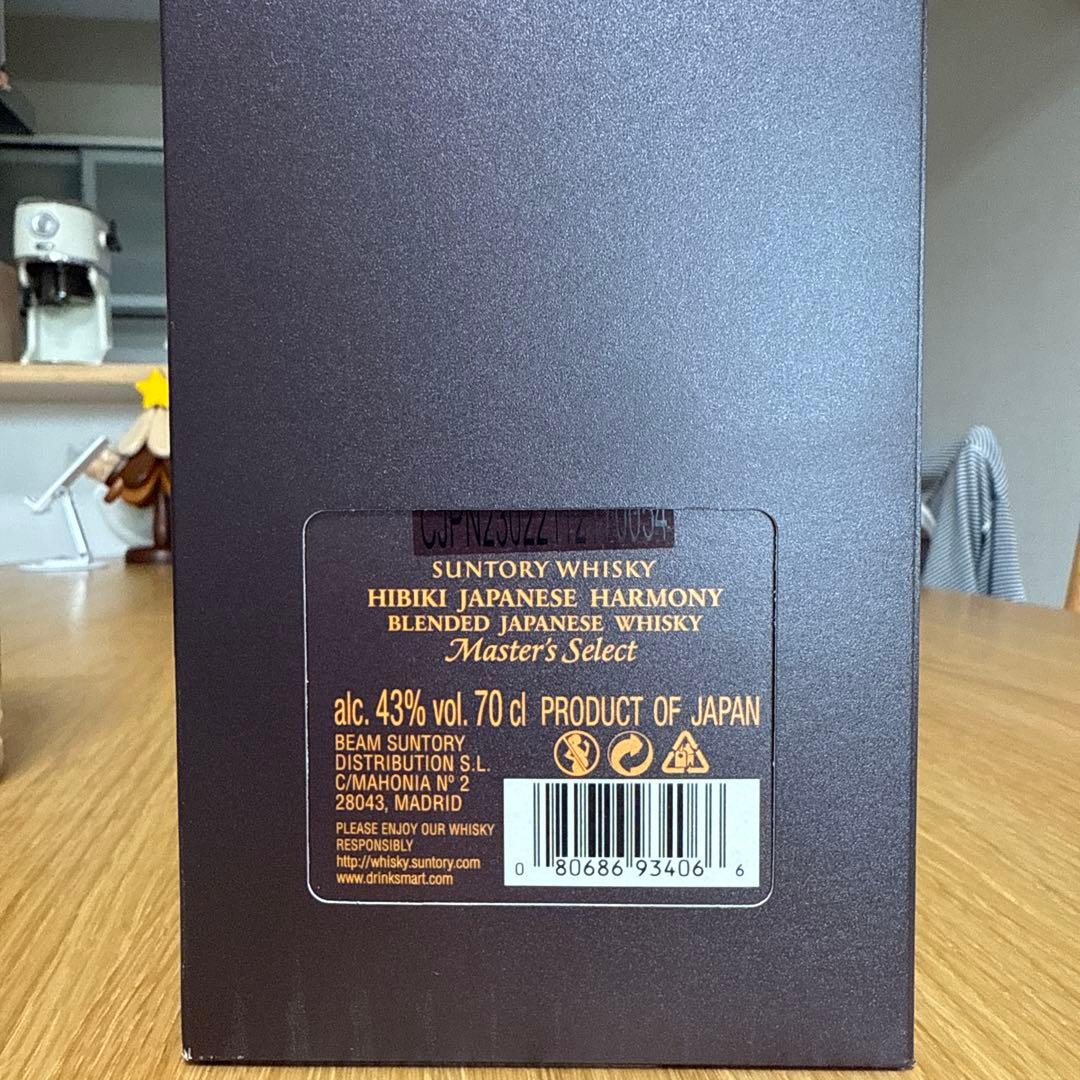 SUNTORY WHISKY
HIBIKI JAPANESE HARMONY
BLENDED JAPANESE WHISKY
Master's Select
alc. 43% vol. 70 cl PRODUCT OF JAPAN
BEAM SUNTORY
DISTRIBUTION S.L.
C/MAHONIA Nº 2
28043, MADRID
PLEASE ENJOY OUR WHISKY
RESPONSIBLY
http://whisky.suntory.com
www.drinksmart.com
0 80686 93406 6